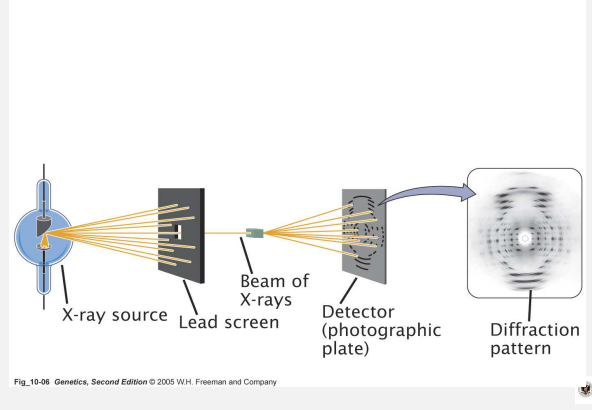 X-ray source
Lead screen
Beam of
X-rays
Detector
(photographic
plate)
Diffraction
pattern
Fig_10-06 Genetics, Second Edition © 2005 W.H. Freeman and Company